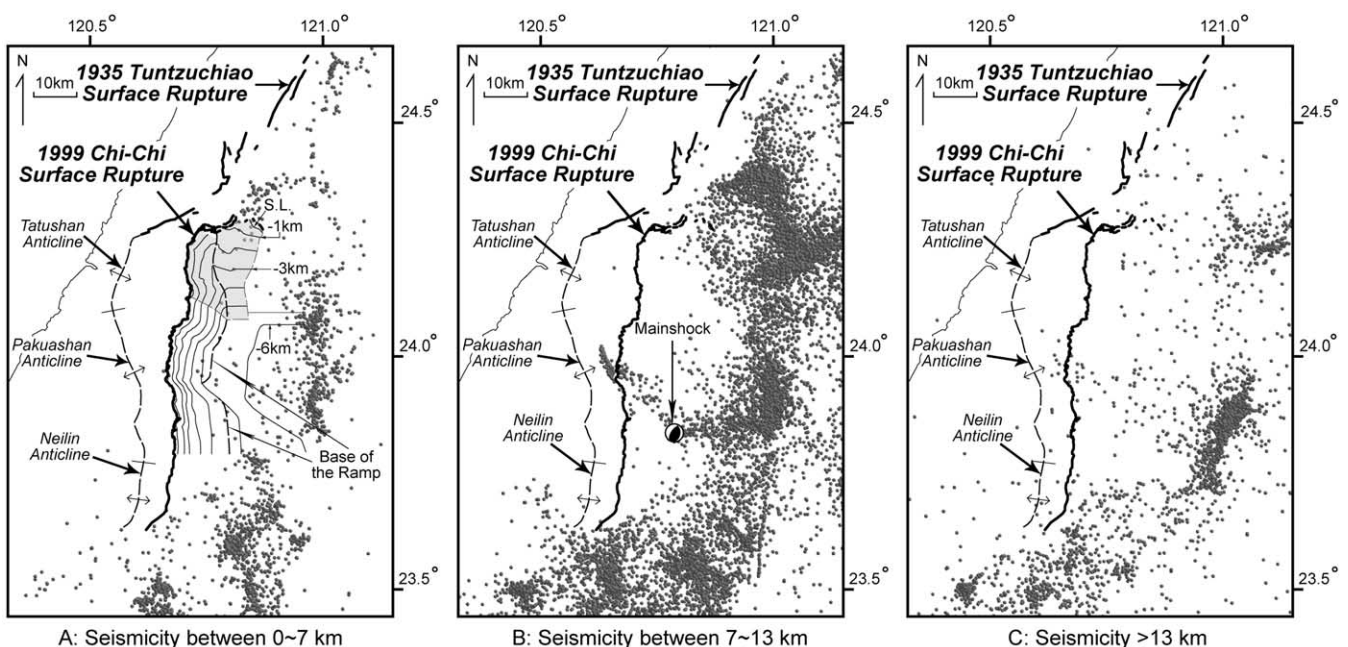 120.5°
121.0°
N
10km
1935 Tuntzuchiao
Surface Rupture
24.5°
1999 Chi-Chi
Surface Rupture
S.L.
-1km
Tatushan
Anticline
-3km
24.0°
Pakuashan
Anticline
-6km
Neilin
Anticline
Base of
the Ramp
23.5°
A: Seismicity between 0~7 km
120.5°
121.0°
N
10km
1935 Tuntzuchiao
Surface Rupture
24.5°
1999 Chi-Chi
Surface Rupture
Tatushan
Anticline
Mainshock
24.0°
Pakuashan
Anticline
Neilin
Anticline
23.5°
B: Seismicity between 7~13 km
120.5°
121.0°
N
10km
1935 Tuntzuchiao
Surface Rupture
24.5°
1999 Chi-Chi
Surface Rupture
Tatushan
Anticline
24.0°
Pakuashan
Anticline
Neilin
Anticline
23.5°
C: Seismicity >13 km